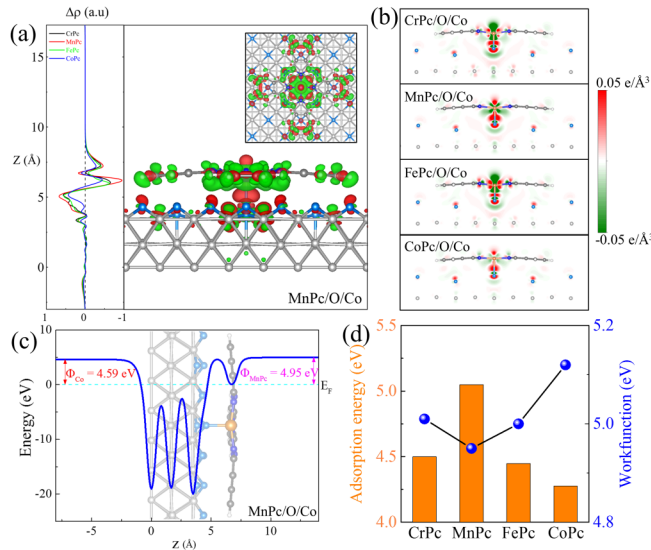 Δρ (a.u)
(a)
CrPc
MnPc
FePc
CoPc
15
10
5
0
Z (Å)
1
0
-1
MnPc/O/Co
(b)
CrPc/O/Co
MnPc/O/Co
FePc/O/Co
CoPc/O/Co
0.05 e/Å³
-0.05 e/Å³
(c)
10
5
0
-10
-20
Energy (eV)
Φ_Co = 4.59 eV
Φ_MnPc = 4.95 eV
E_F
-5
0
5
10
Z (Å)
MnPc/O/Co
(d)
5.5
5.0
4.5
4.0
Adsorption energy (eV)
5.2
5.0
4.8
Workfunction (eV)
CrPc MnPc FePc CoPc